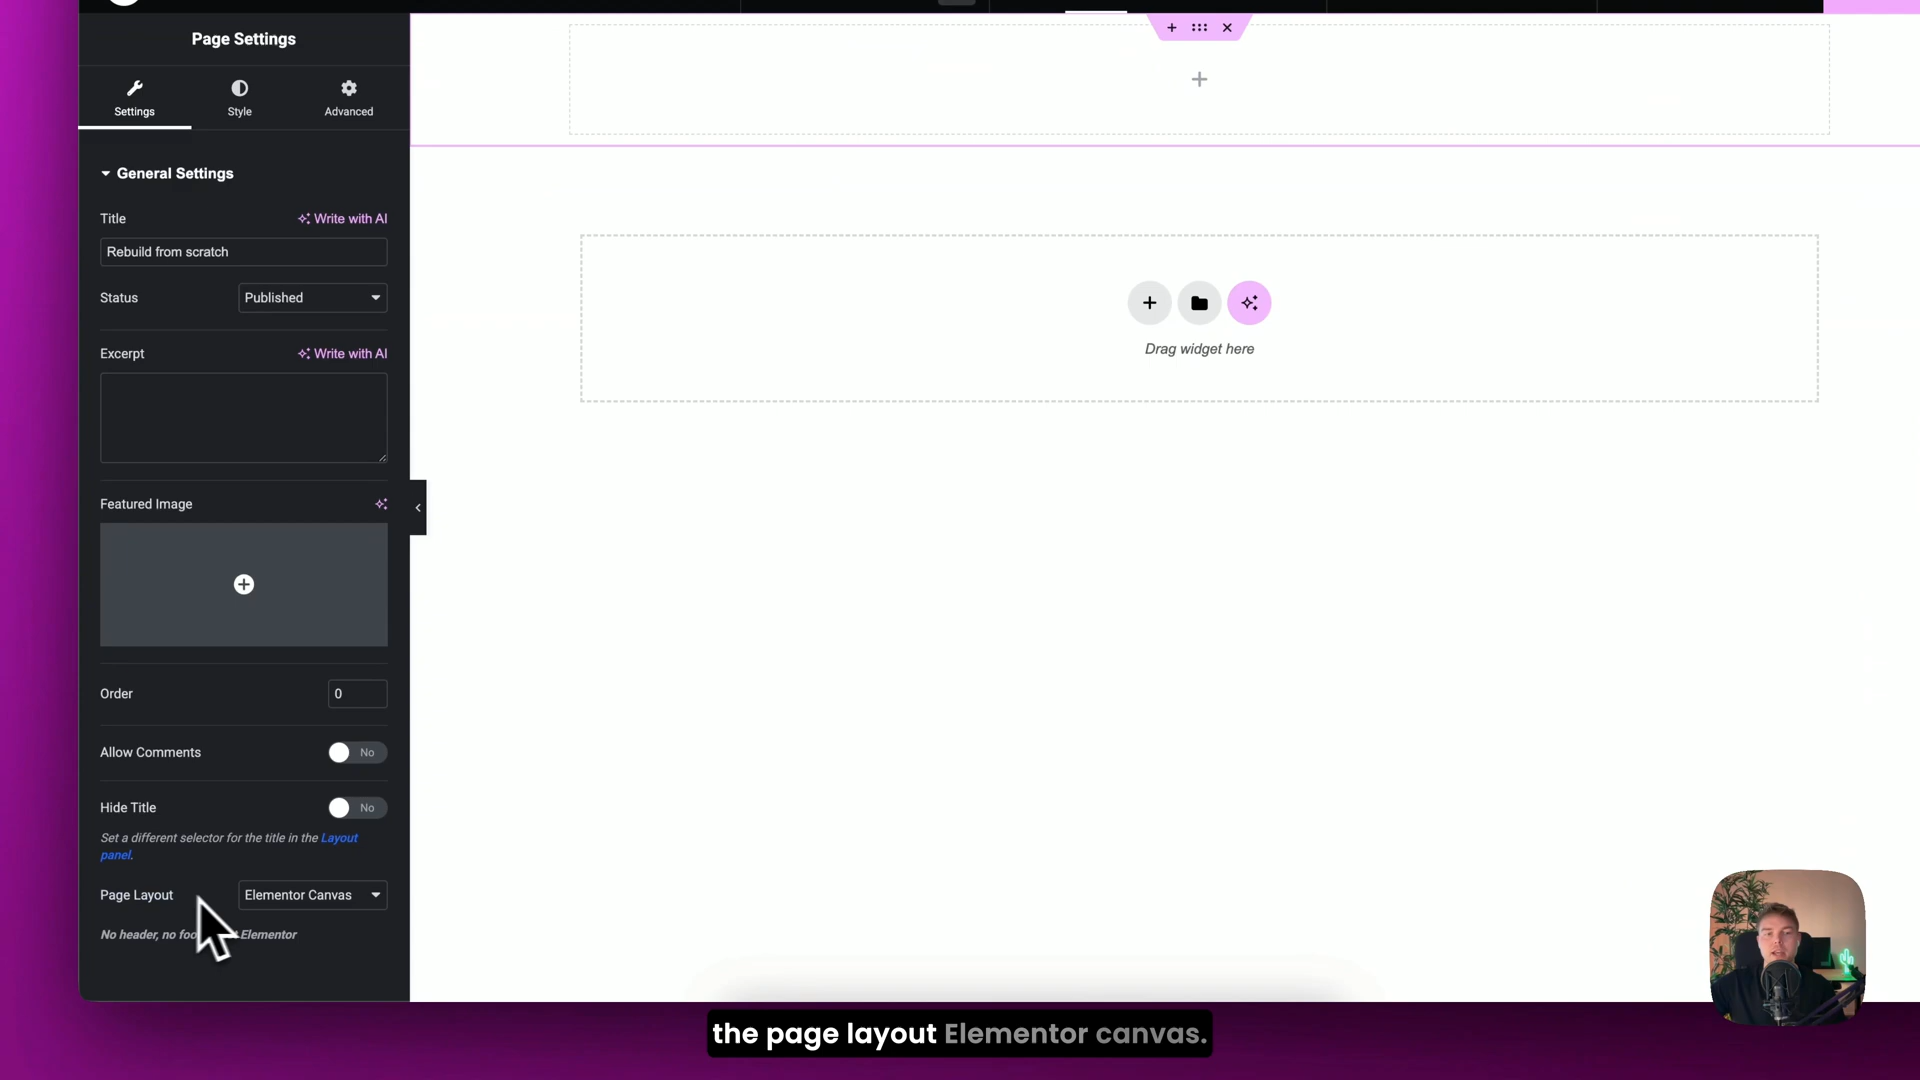 Page Settings
Settings
Style
Advanced
General Settings
Title
Write with AI
Rebuild from scratch
Status
Published
Excerpt
Write with AI
Featured Image
Order
0
Allow Comments
No
Hide Title
No
Set a different selector for the title in the Layout
panel.
Page Layout
Elementor Canvas
No header, no foo Elementor
Drag widget here
the page layout Elementor canvas.